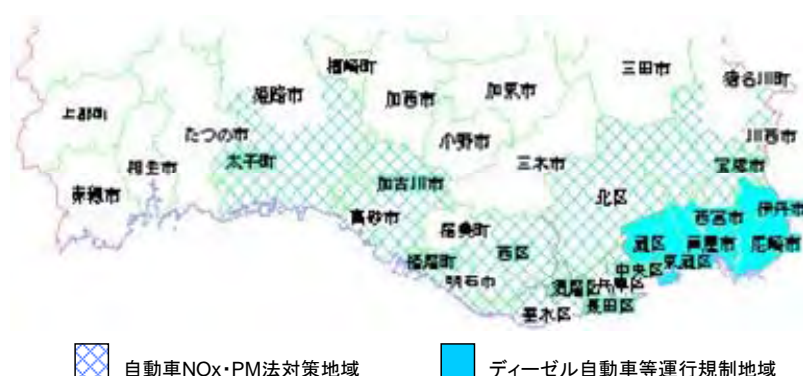 福崎町
三田市
猪名川町
姫路市
加西市
加東市
上郡町
川西市
たつの市
小野市
相生市
太子町
三木市
宝塚市
加古川市
赤穂市
北区
伊丹市
高砂市
西宮市
稲美町
西区
灘区
芦屋市
尼崎市
播磨町
中央区
東灘区
明石市
須磨区
兵庫区
長田区
垂水区
自動車NOx・PM法対策地域
ディーゼル自動車等運行規制地域